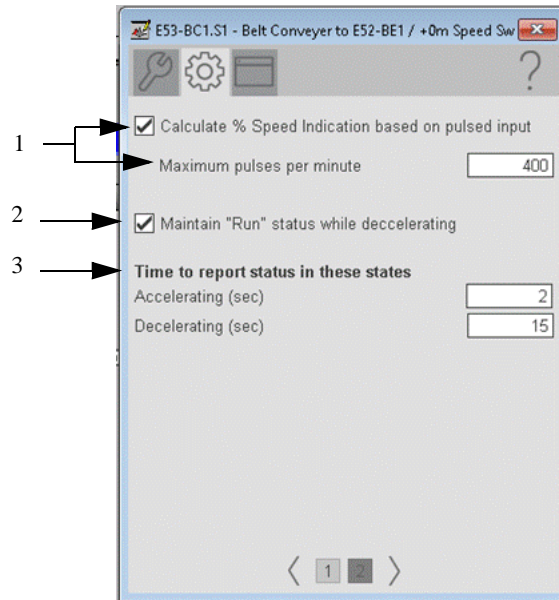 E53-BC1.S1 - Belt Conveyer to E52-BE1 / +0m Speed Sw
?
1
Calculate % Speed Indication based on pulsed input
Maximum pulses per minute 400
2
Maintain "Run" status while deccelerating
3
Time to report status in these states
Accelerating (sec) 2
Decelerating (sec) 15
1 2